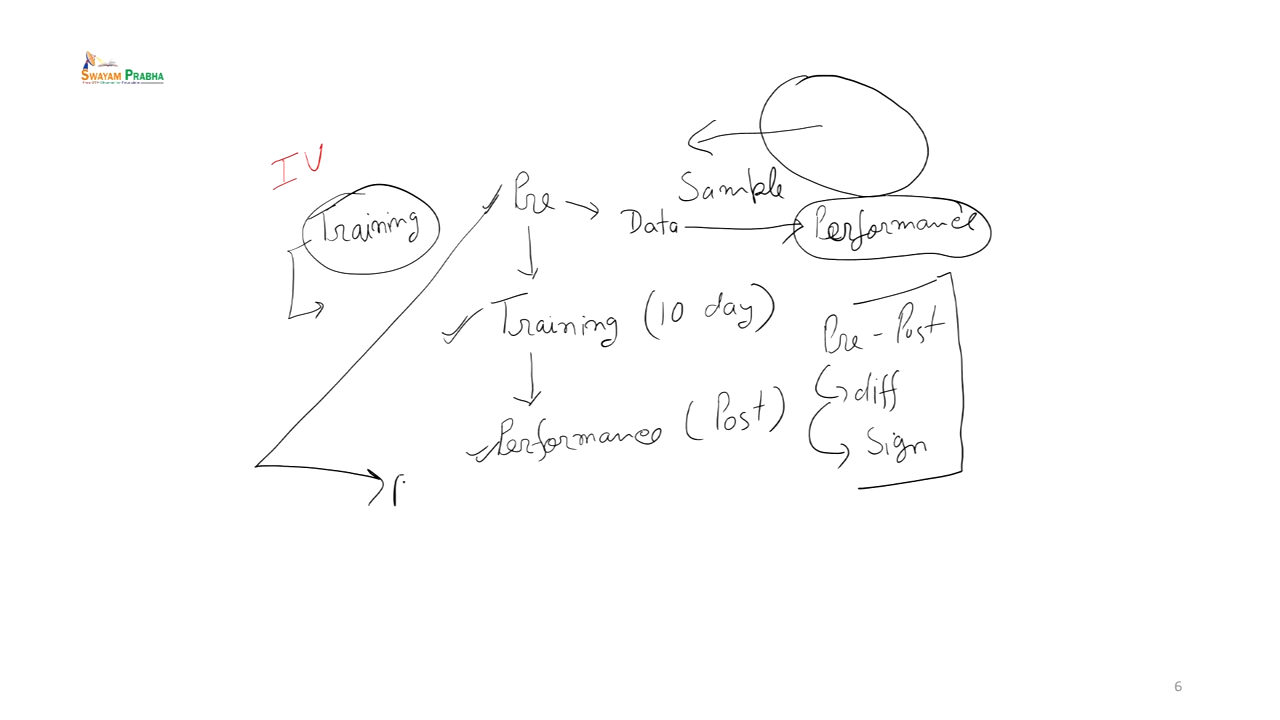 SWAYAM PRABHA
IV
Sample
Pre
Training
Data
Performance
Training (10 day)
Pre - Post
diff
Performance (Post)
Sign
6